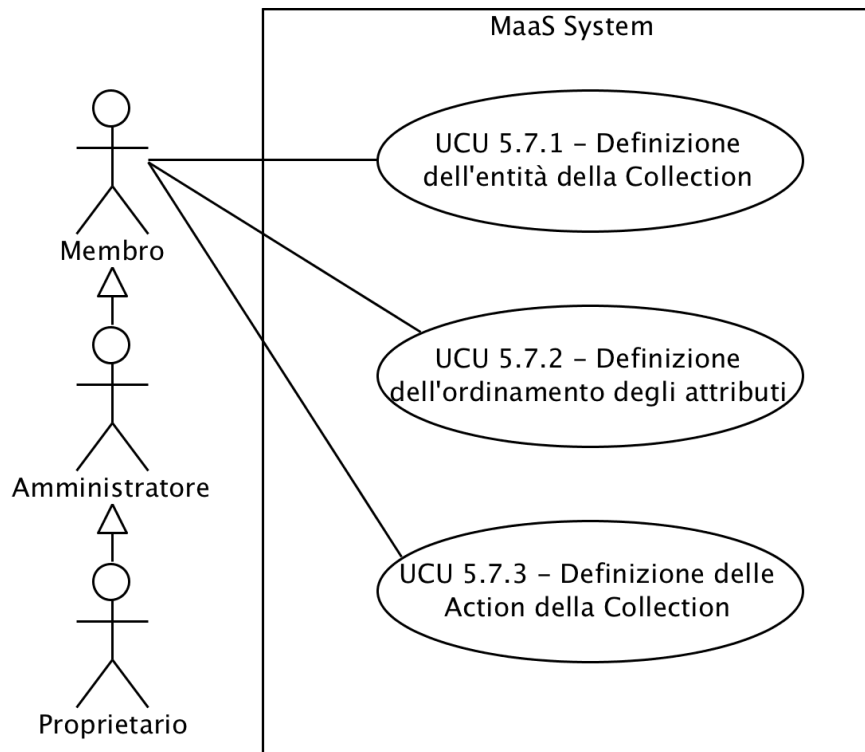 MaaS System
UCU 5.7.1 – Definizione
dell'entità della Collection
Membro
UCU 5.7.2 – Definizione
dell'ordinamento degli attributi
Amministratore
UCU 5.7.3 – Definizione delle
Action della Collection
Proprietario